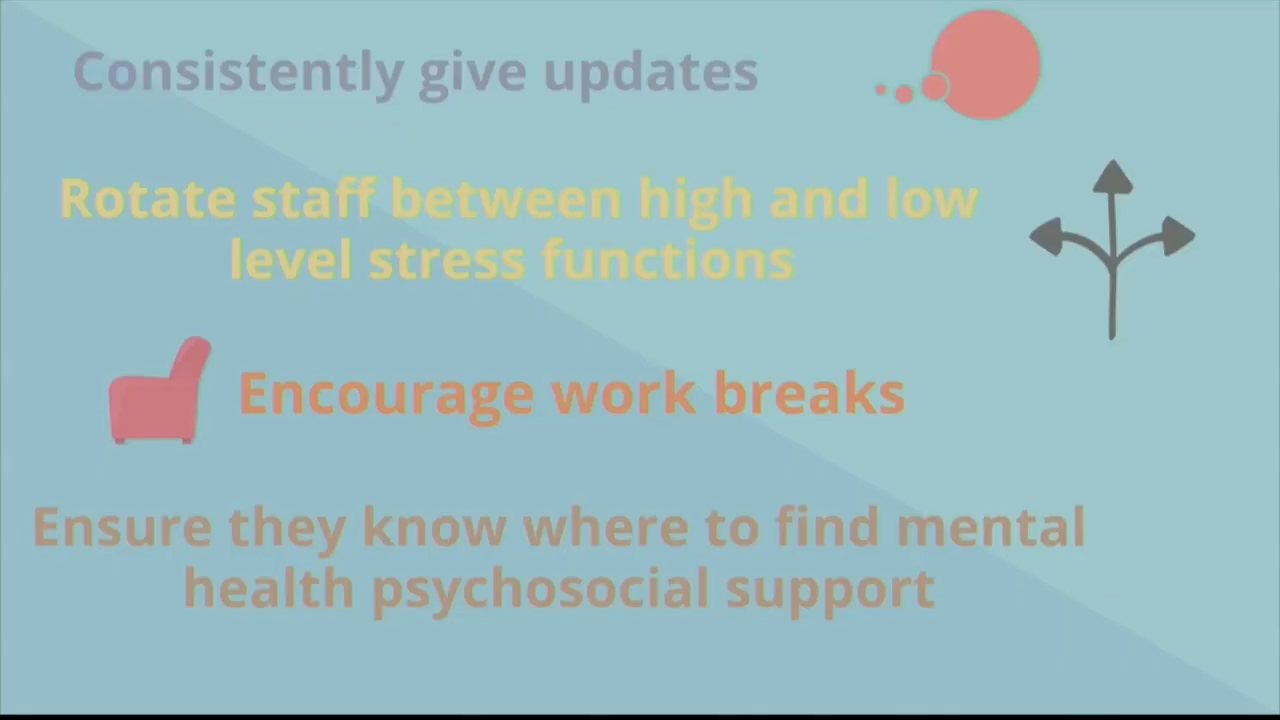 Consistently give updates
Rotate staff between high and low
level stress functions
Encourage work breaks
Ensure they know where to find mental
health psychosocial support